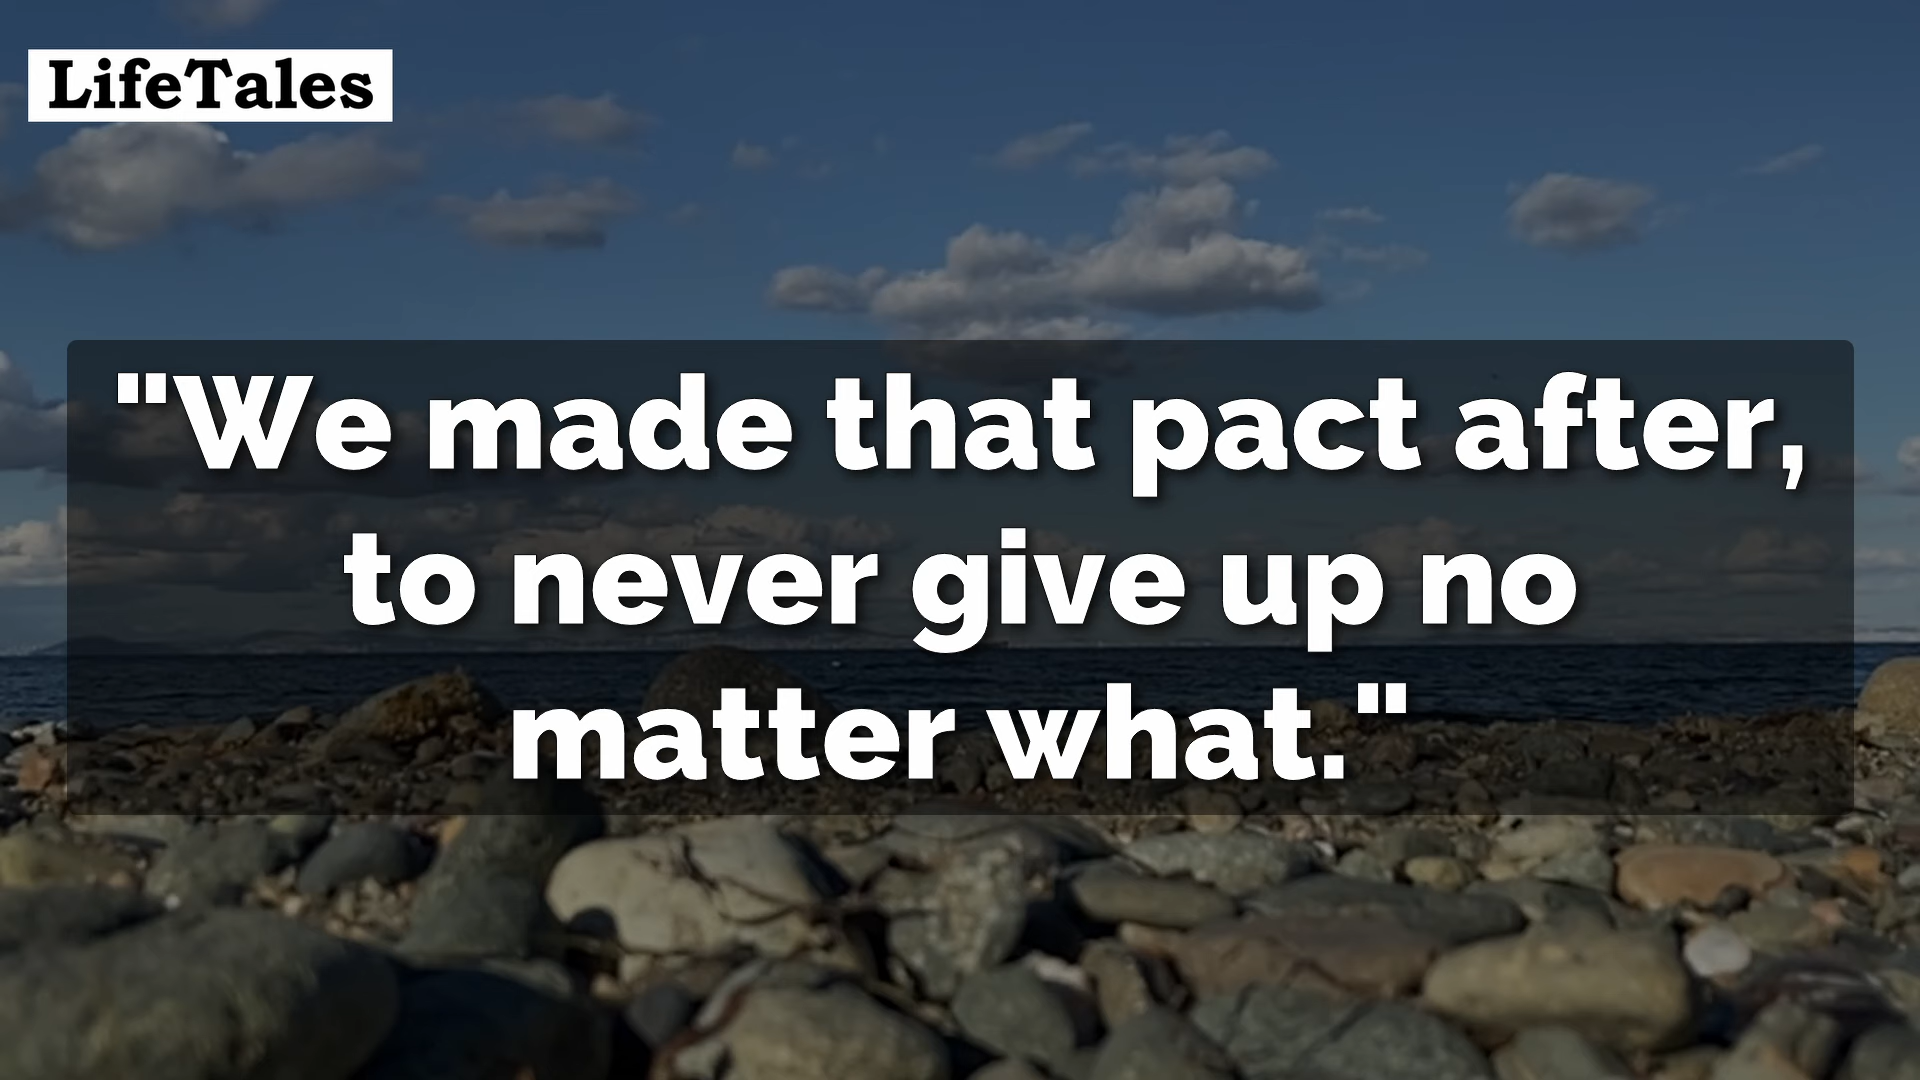 LifeTales
"We made that pact after,
to never give up no
matter what."